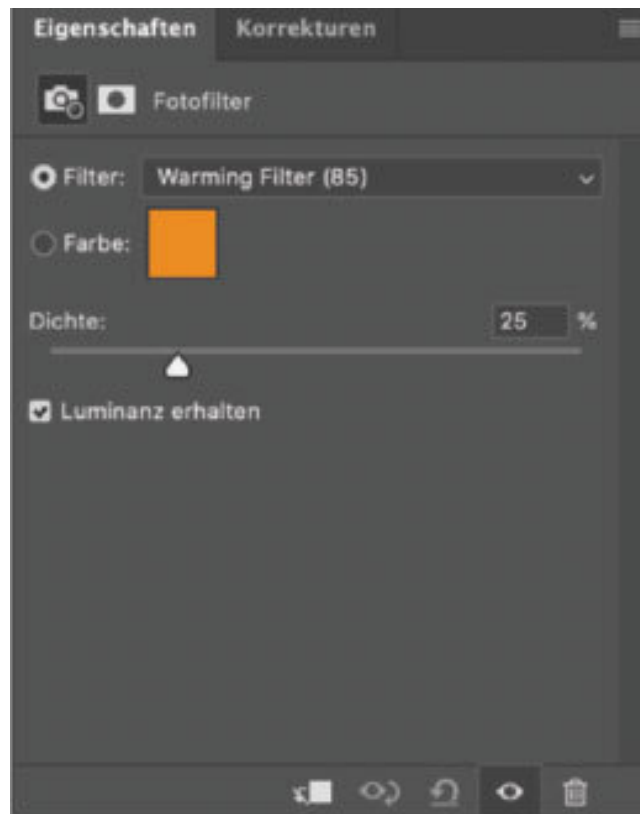 Eigenschaften Korrekturen
Fotofilter
Filter: Warming Filter (85)
Farbe:
Dichte: 25 %
Luminanz erhalten